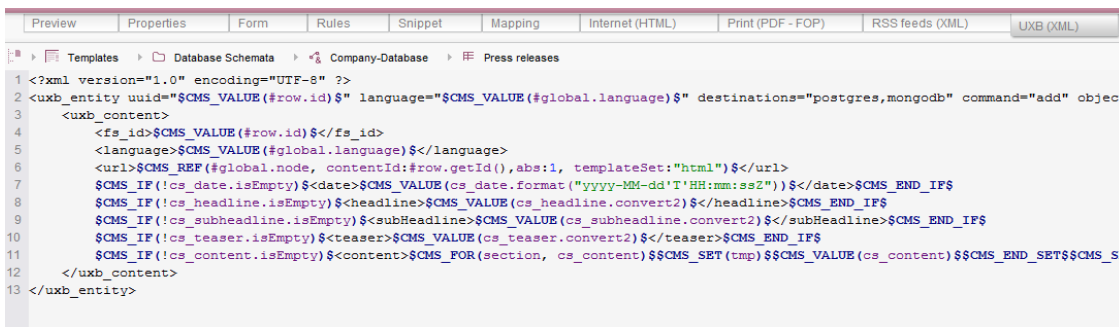 Preview Properties Form Rules Snippet Mapping Internet (HTML) Print (PDF - FOP) RSS feeds (XML) UXB (XML)
Templates Database Schemata Company-Database Press releases
1 <?xml version="1.0" encoding="UTF-8" ?>
2 <uxb_entity uuid="$CMS_VALUE(#row.id)$" language="$CMS_VALUE(#global.language)$" destinations="postgres,mongodb" command="add" objec
3 <uxb_content>
4 <fs_id>$CMS_VALUE(#row.id)$</fs_id>
5 <language>$CMS_VALUE(#global.language)$</language>
6 <url>$CMS_REF(#global.node, contentId:#row.getId(),abs:1, templateSet:"html")$</url>
7 $CMS_IF(!cs_date.isEmpty)$<date>$CMS_VALUE(cs_date.format("yyyy-MM-dd'T'HH:mm:ssZ"))$</date>$CMS_END_IF$
8 $CMS_IF(!cs_headline.isEmpty)$<headline>$CMS_VALUE(cs_headline.convert2)$</headline>$CMS_END_IF$
9 $CMS_IF(!cs_subheadline.isEmpty)$<subHeadline>$CMS_VALUE(cs_subheadline.convert2)$</subHeadline>$CMS_END_IF$
10 $CMS_IF(!cs_teaser.isEmpty)$<teaser>$CMS_VALUE(cs_teaser.convert2)$</teaser>$CMS_END_IF$
11 $CMS_IF(!cs_content.isEmpty)$<content>$CMS_FOR(section, cs_content)$$CMS_SET(tmp)$$CMS_VALUE(cs_content)$$CMS_END_SET$$CMS_S
12 </uxb_content>
13 </uxb_entity>